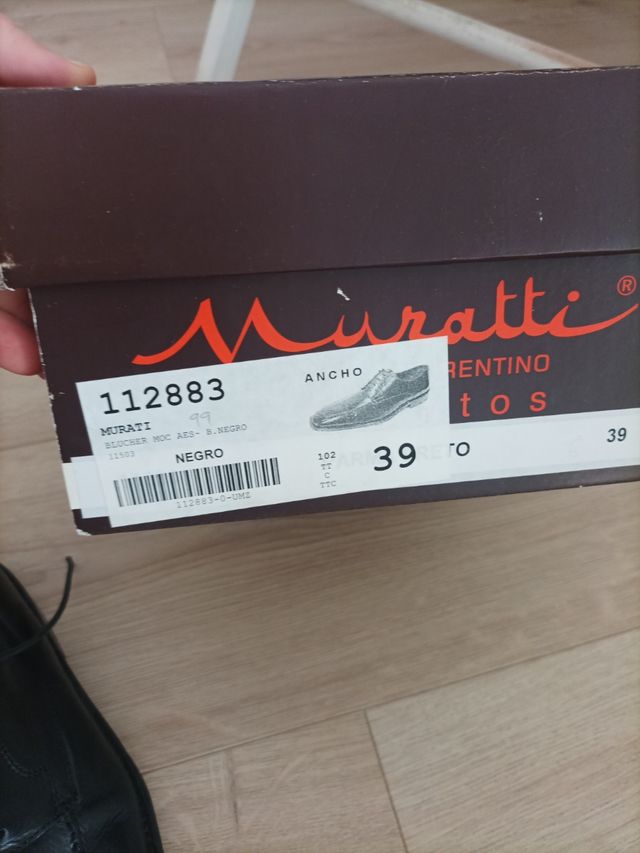 Muratti®
RENTINO
tos
112883
ANCHO
MURATI 99
BLUCHER MOC AES- B.NEGRO
11503
NEGRO
102
TT
C
TTC
39
TO
39
112883-0-UMZ